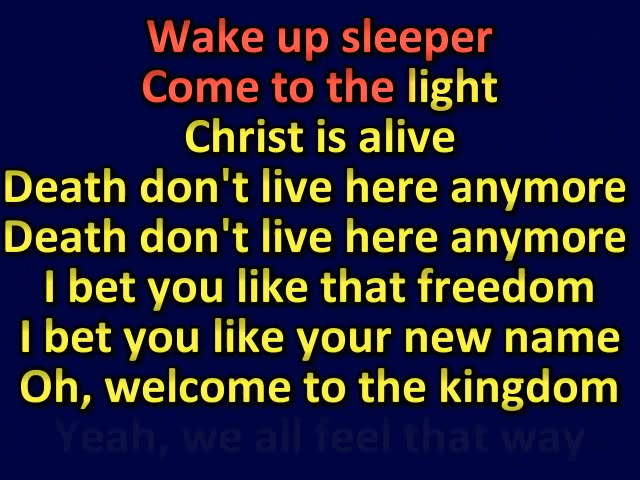 Wake up sleeper
Come to the light
Christ is alive
Death don't live here anymore
Death don't live here anymore
I bet you like that freedom
I bet you like your new name
Oh, welcome to the kingdom
Yeah, we all feel that way